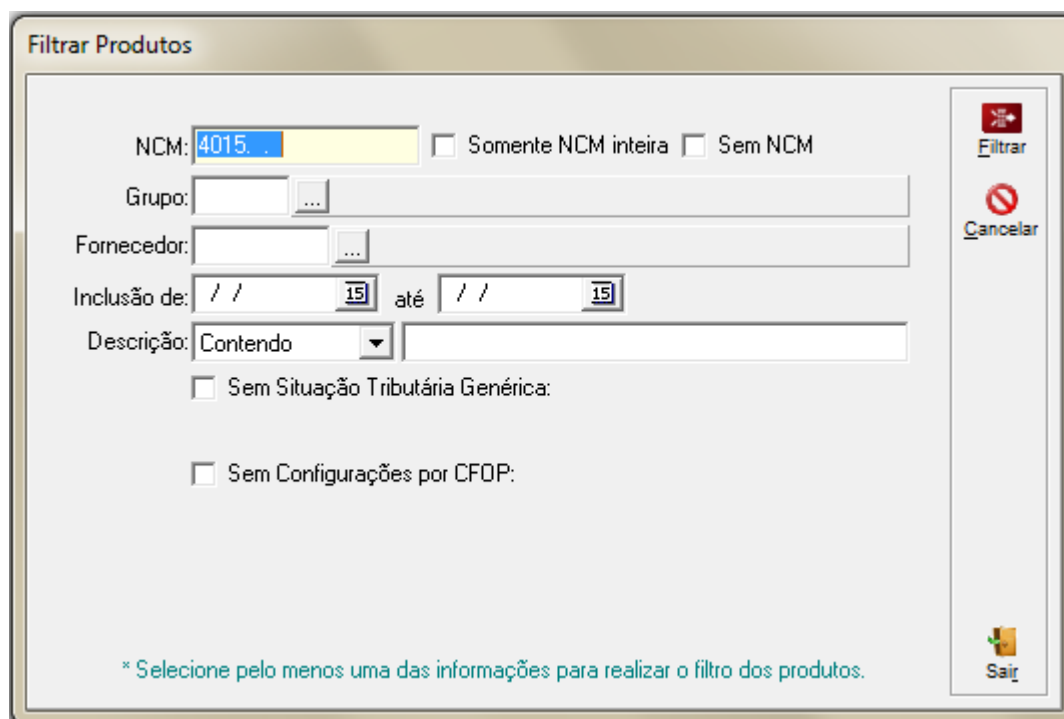 Filtrar Produtos
NCM: 4015. . Somente NCM inteira Sem NCM
Filtrar
Grupo: ...
Cancelar
Fornecedor: ...
Inclusão de: / / 15 até / / 15
Descrição: Contendo
Sem Situação Tributária Genérica:
Sem Configurações por CFOP:
* Selecione pelo menos uma das informações para realizar o filtro dos produtos.
Sair